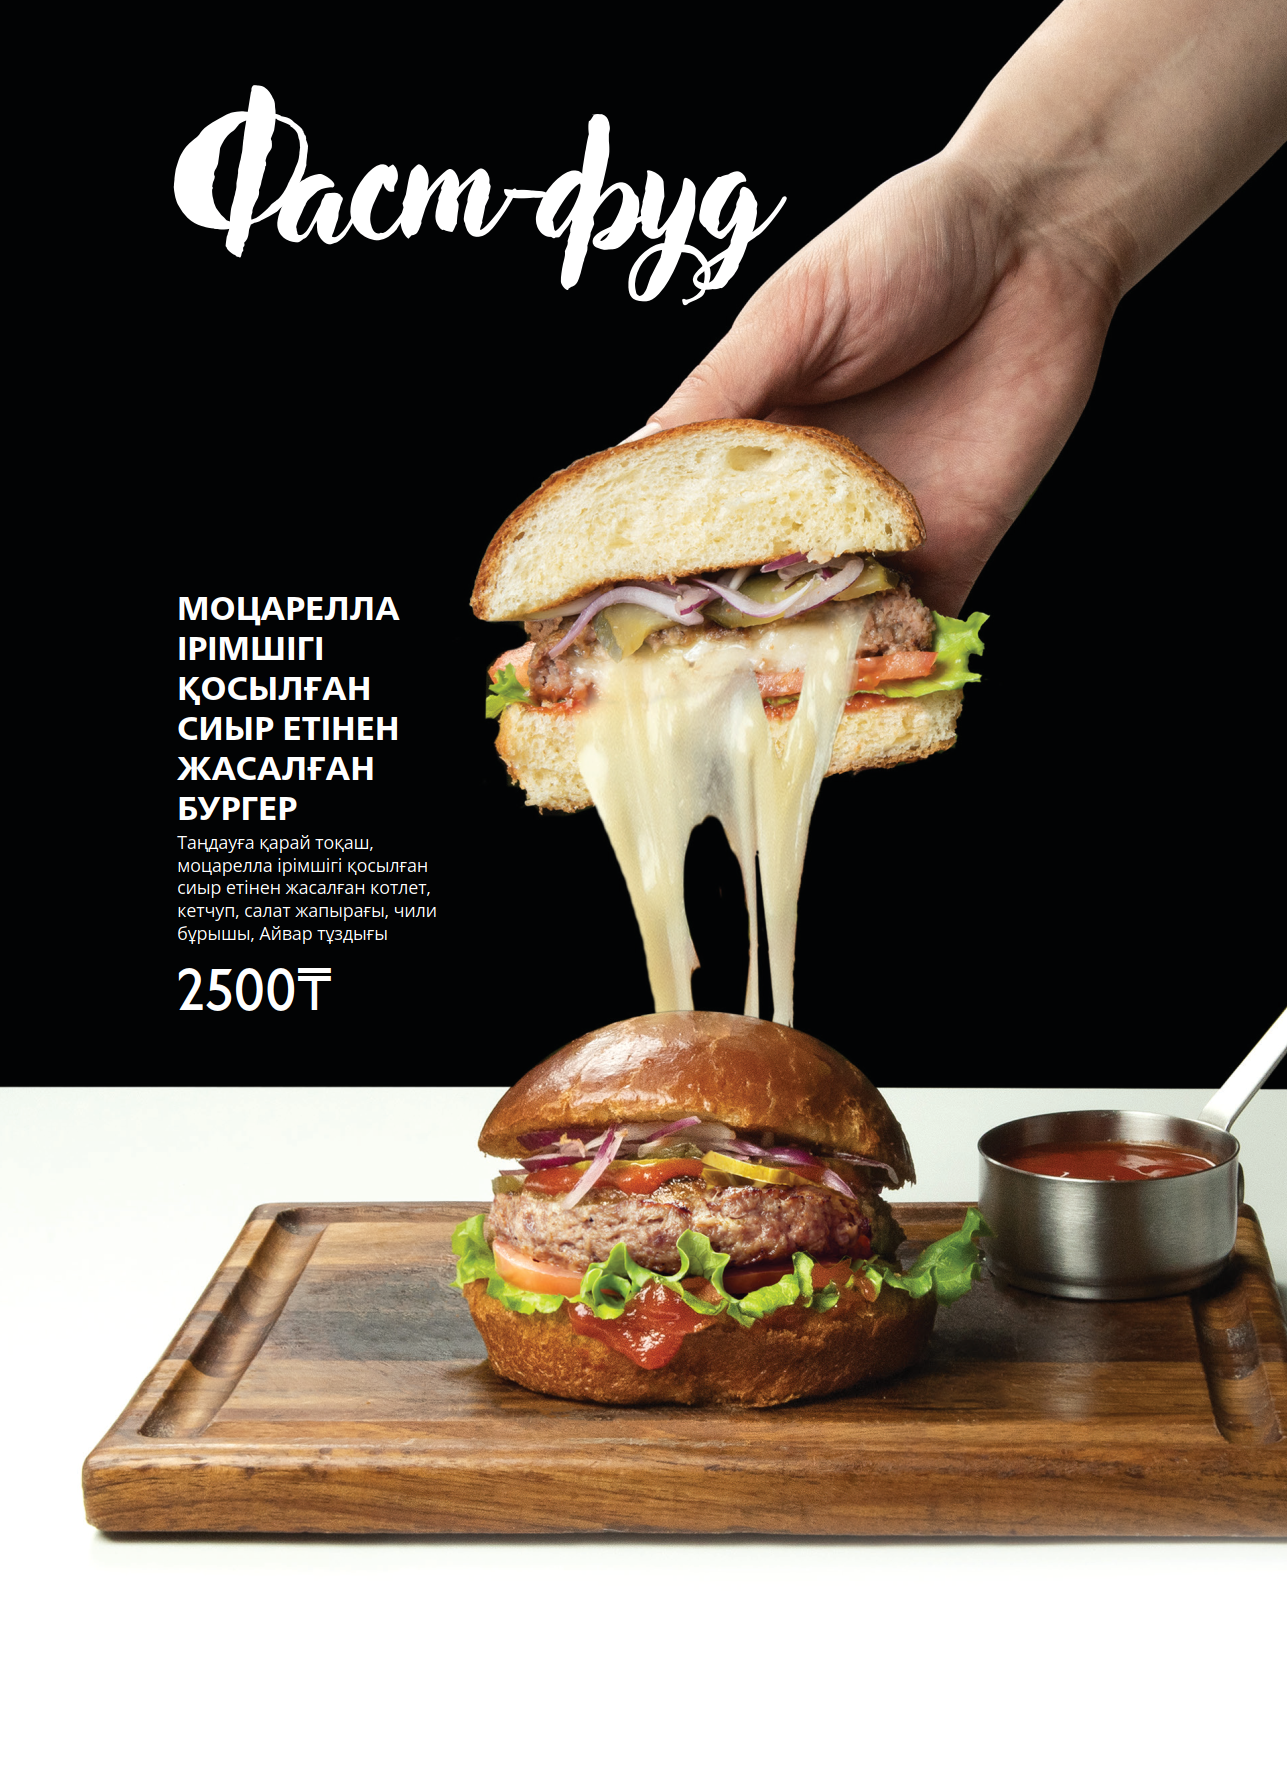 Фаст-фуд
МОЦАРЕЛЛА
ІРІМШІГІ
ҚОСЫЛҒАН
СИЫР ЕТІНЕН
ЖАСАЛҒАН
БУРГЕР
Таңдауға қарай тоқаш,
моцарелла ірімшігі қосылған
сиыр етінен жасалған котлет,
кетчуп, салат жапырағы, чили
бұрышы, Айвар тұздығы
2500₸